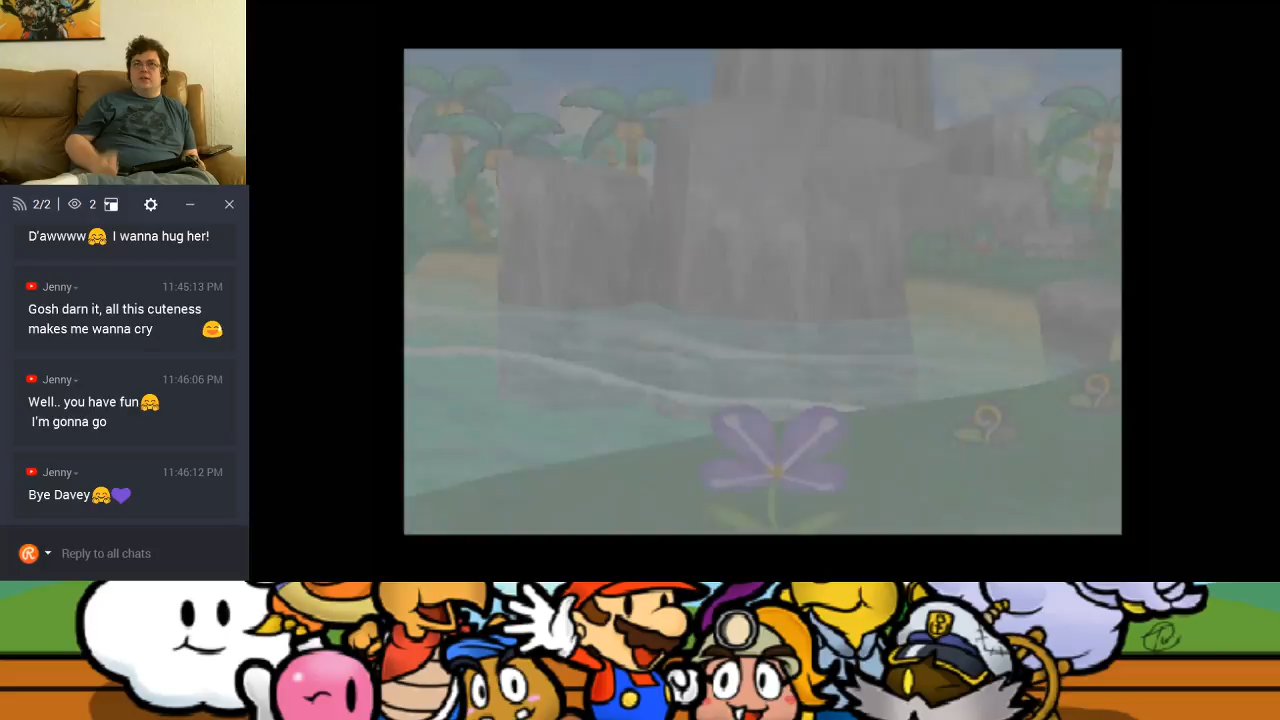 2/2 | 2
D'awwww🤗 I wanna hug her!
Jenny 11:45:13 PM
Gosh darn it, all this cuteness
makes me wanna cry 😄
Jenny 11:46:06 PM
Well.. you have fun🤗
I'm gonna go
Jenny 11:46:12 PM
Bye Davey🤗💜
Reply to all chats